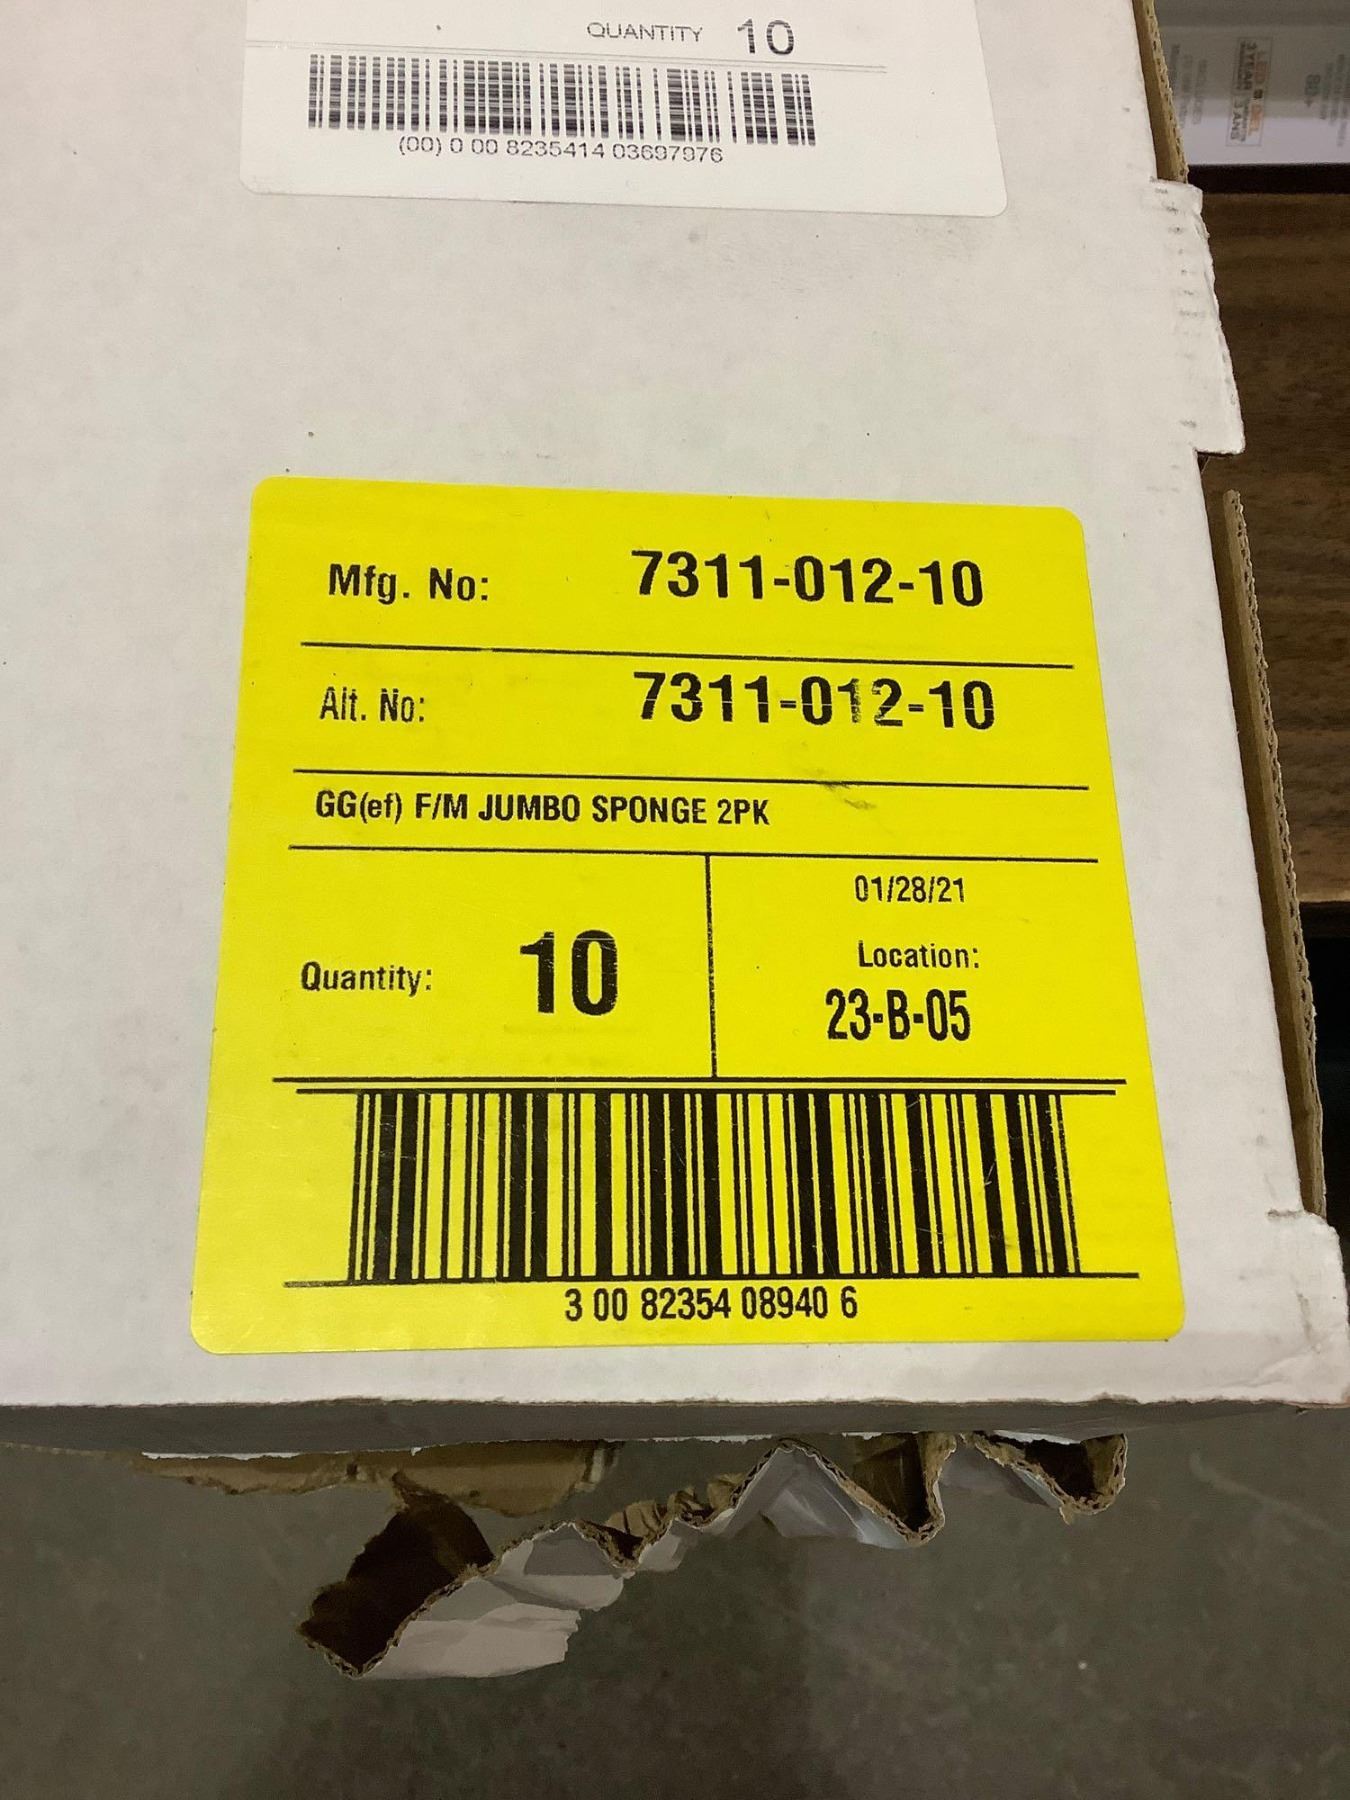 QUANTITY 10
(00) 0 00 8235414 03697976
Mfg. No: 7311-012-10
Alt. No: 7311-012-10
GG(ef) F/M JUMBO SPONGE 2PK
Quantity: 10
01/28/21
Location:
23-B-05
3 00 82354 08940 6